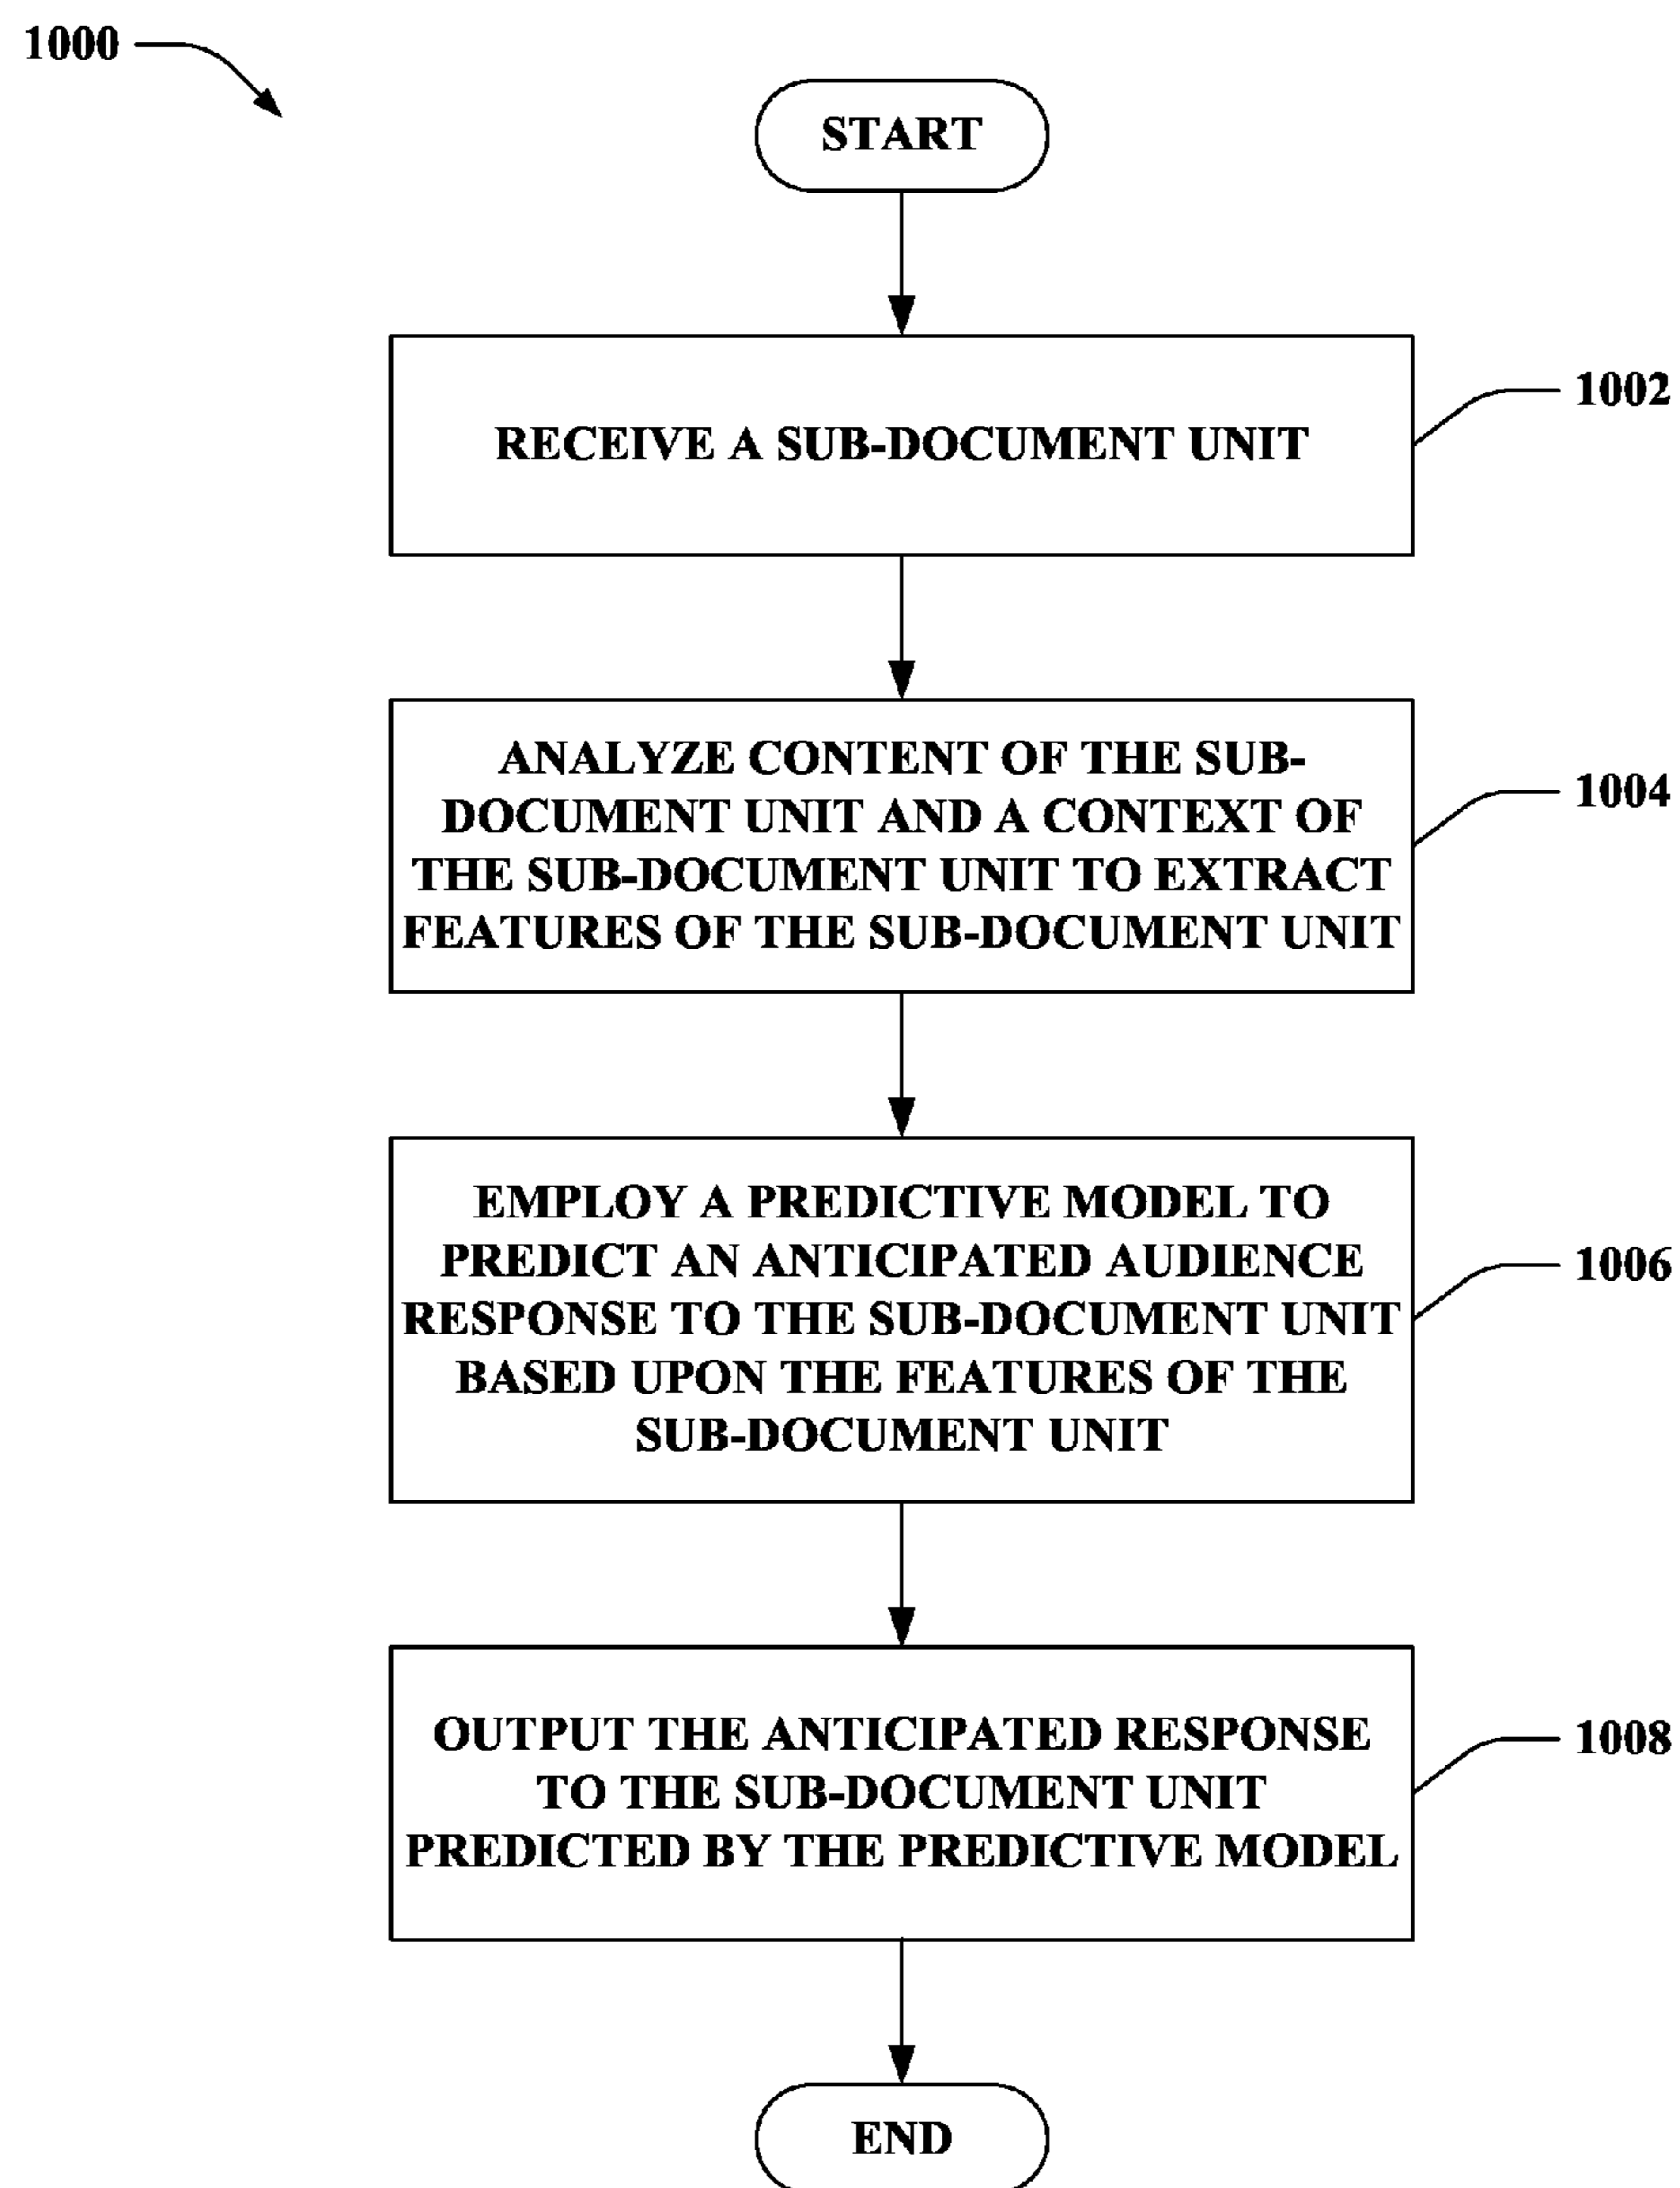 1000
START
RECEIVE A SUB-DOCUMENT UNIT
1002
ANALYZE CONTENT OF THE SUB-
DOCUMENT UNIT AND A CONTEXT OF
THE SUB-DOCUMENT UNIT TO EXTRACT
FEATURES OF THE SUB-DOCUMENT UNIT
1004
EMPLOY A PREDICTIVE MODEL TO
PREDICT AN ANTICIPATED AUDIENCE
RESPONSE TO THE SUB-DOCUMENT UNIT
BASED UPON THE FEATURES OF THE
SUB-DOCUMENT UNIT
1006
OUTPUT THE ANTICIPATED RESPONSE
TO THE SUB-DOCUMENT UNIT
PREDICTED BY THE PREDICTIVE MODEL
1008
END